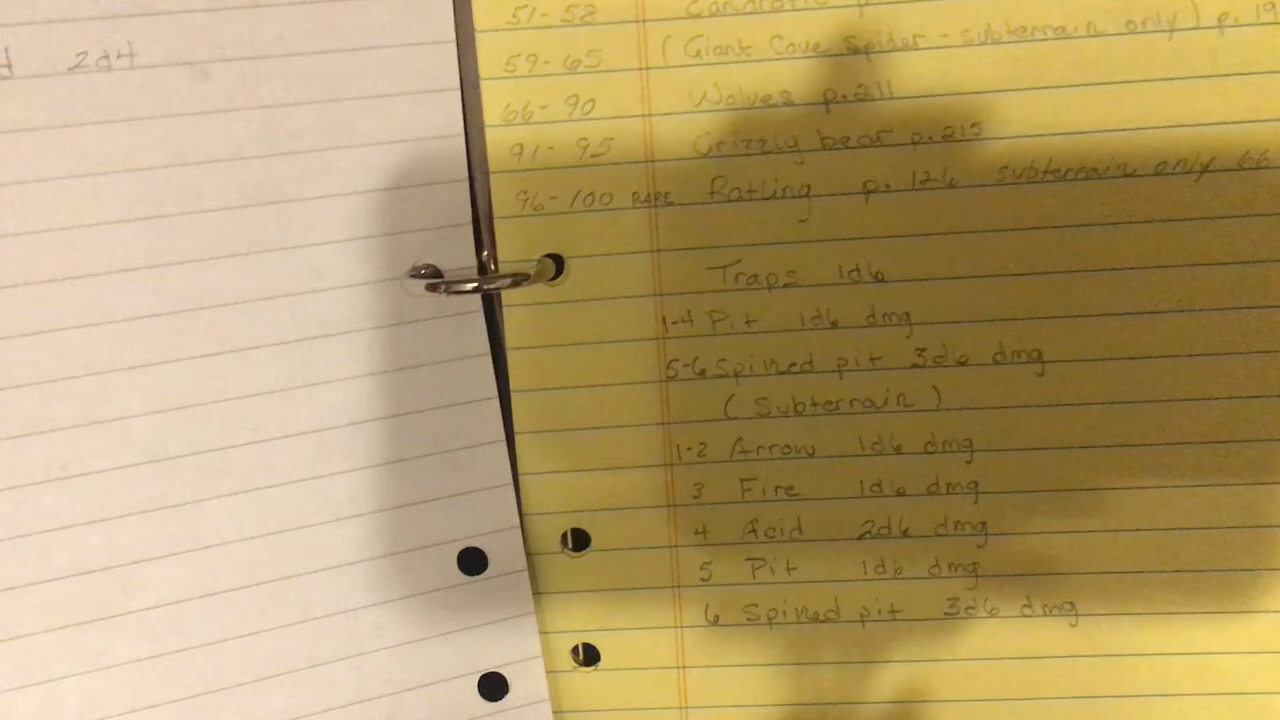 2d4
51-58
59-65 (Giant Cave Spider - subterrain only) p. 19
66-90 Wolves p.211
91-95 Grizzly bear p.215
96-100 RARE Ratling p. 126 subterrain only 66
Traps 1d6
1-4 Pit 1d6 dmg
5-6 Spiked pit 3d6 dmg
(Subterrain)
1-2 Arrow 1d6 dmg
3 Fire 1d6 dmg
4 Acid 2d6 dmg
5 Pit 1d6 dmg
6 Spiked pit 3d6 dmg